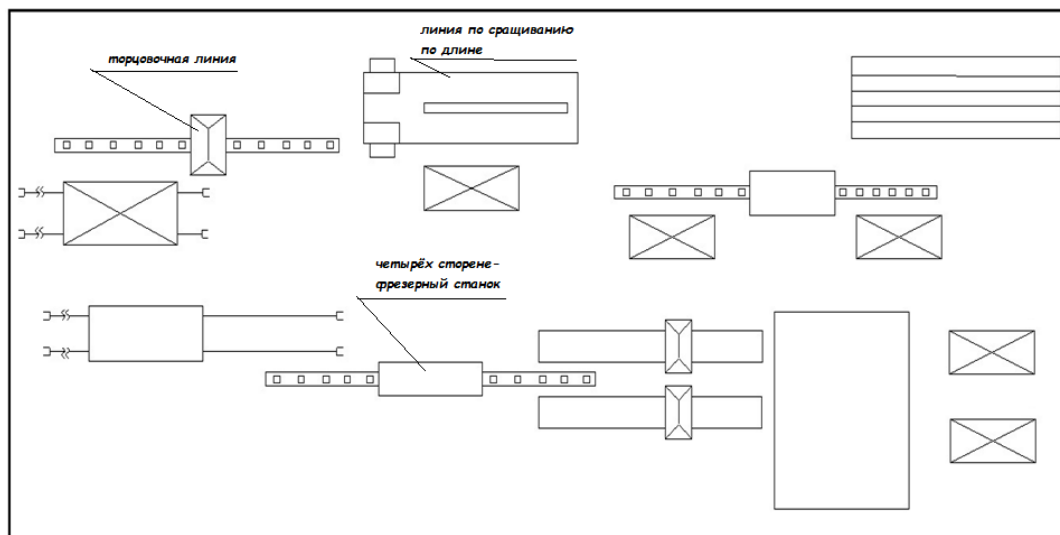 торцовочная линия
линия по сращиванию
по длине
четырёх сторене-
фрезерный станок